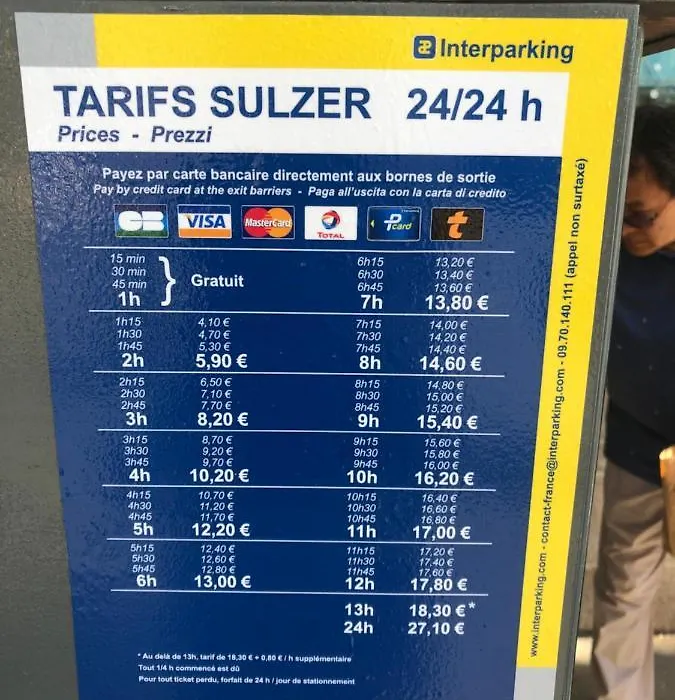 Interparking
TARIFS SULZER 24/24 h
Prices - Prezzi
Payez par carte bancaire directement aux bornes de sortie
Pay by credit card at the exit barriers - Paga all'uscita con la carta di credito
CB VISA MasterCard TOTAL Pcard t
15 min
30 min
45 min
1h
Gratuit
1h15 4,10 €
1h30 4,70 €
1h45 5,30 €
2h 5,90 €
2h15 6,50 €
2h30 7,10 €
2h45 7,70 €
3h 8,20 €
3h15 8,70 €
3h30 9,20 €
3h45 9,70 €
4h 10,20 €
4h15 10,70 €
4h30 11,20 €
4h45 11,70 €
5h 12,20 €
5h15 12,40 €
5h30 12,60 €
5h45 12,80 €
6h 13,00 €
6h15 13,20 €
6h30 13,40 €
6h45 13,60 €
7h 13,80 €
7h15 14,00 €
7h30 14,20 €
7h45 14,40 €
8h 14,60 €
8h15 14,80 €
8h30 15,00 €
8h45 15,20 €
9h 15,40 €
9h15 15,60 €
9h30 15,80 €
9h45 16,00 €
10h 16,20 €
10h15 16,40 €
10h30 16,60 €
10h45 16,80 €
11h 17,00 €
11h15 17,20 €
11h30 17,40 €
11h45 17,60 €
12h 17,80 €
13h 18,30 €*
24h 27,10 €
* Au delà de 13h, tarif de 18,30 € + 0,80 € / h supplémentaire
Tout 1/4 h commencé est dû
Pour tout ticket perdu, forfait de 24 h / jour de stationnement
www.interparking.com - contact-france@interparking.com - 09.70.140.111 (appel non surtaxé)